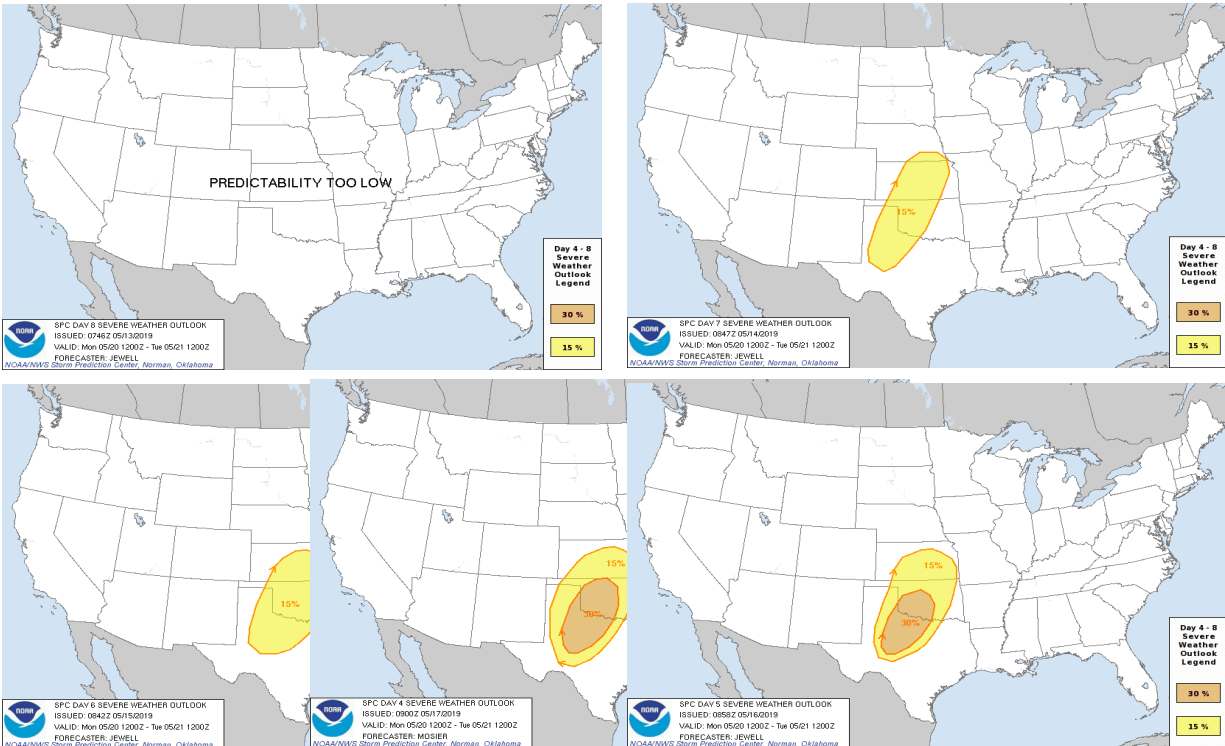 PREDICTABILITY TOO LOW
Day 4 - 8
Severe
Weather
Outlook
Legend
30 %
15 %
NOAA
SPC DAY 8 SEVERE WEATHER OUTLOOK
ISSUED: 0746Z 05/13/2019
VALID: Mon 05/20 1200Z - Tue 05/21 1200Z
FORECASTER: JEWELL
NOAA/NWS Storm Prediction Center, Norman, Oklahoma
15%
Day 4 - 8
Severe
Weather
Outlook
Legend
30 %
15 %
NOAA
SPC DAY 7 SEVERE WEATHER OUTLOOK
ISSUED: 0847Z 05/14/2019
VALID: Mon 05/20 1200Z - Tue 05/21 1200Z
FORECASTER: JEWELL
NOAA/NWS Storm Prediction Center, Norman, Oklahoma
15%
NOAA
SPC DAY 6 SEVERE WEATHER OUTLOOK
ISSUED: 0842Z 05/15/2019
VALID: Mon 05/20 1200Z - Tue 05/21 1200Z
FORECASTER: JEWELL
NOAA/NWS Storm Prediction Center, Norman, Oklahoma
15%
30%
NOAA
SPC DAY 4 SEVERE WEATHER OUTLOOK
ISSUED: 0900Z 05/17/2019
VALID: Mon 05/20 1200Z - Tue 05/21 1200Z
FORECASTER: MOSIER
NOAA/NWS Storm Prediction Center, Norman, Oklahoma
15%
30%
Day 4 - 8
Severe
Weather
Outlook
Legend
30 %
15 %
NOAA
SPC DAY 5 SEVERE WEATHER OUTLOOK
ISSUED: 0858Z 05/16/2019
VALID: Mon 05/20 1200Z - Tue 05/21 1200Z
FORECASTER: JEWELL
NOAA/NWS Storm Prediction Center, Norman, Oklahoma